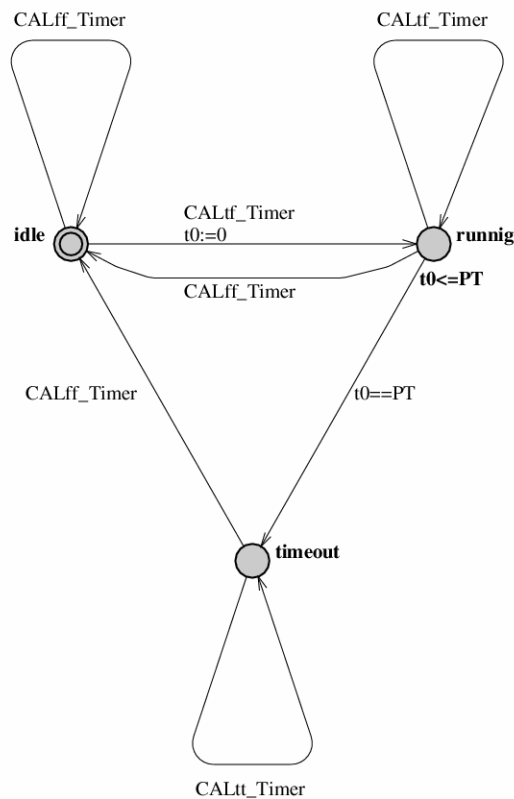 CALff_Timer
CALtf_Timer
idle
CALtf_Timer
t0:=0
runnig
CALff_Timer
t0<=PT
CALff_Timer
t0==PT
timeout
CALtt_Timer